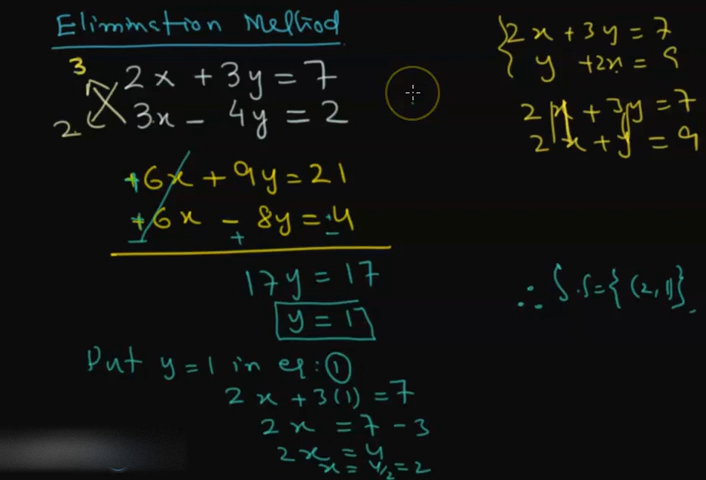 Elimination Method
3 2x + 3y = 7
2 3x - 4y = 2
+6x + 9y = 21
+6x - 8y = 4
- + -
17y = 17
y = 1
Put y = 1 in eq: ①
2x + 3(1) = 7
2x = 7 - 3
2x = 4
x = 4/2 = 2
2x + 3y = 7
y + 2x = 9
2x + 3y = 7
2x + y = 9
∴ S.S = {(2,1)}.